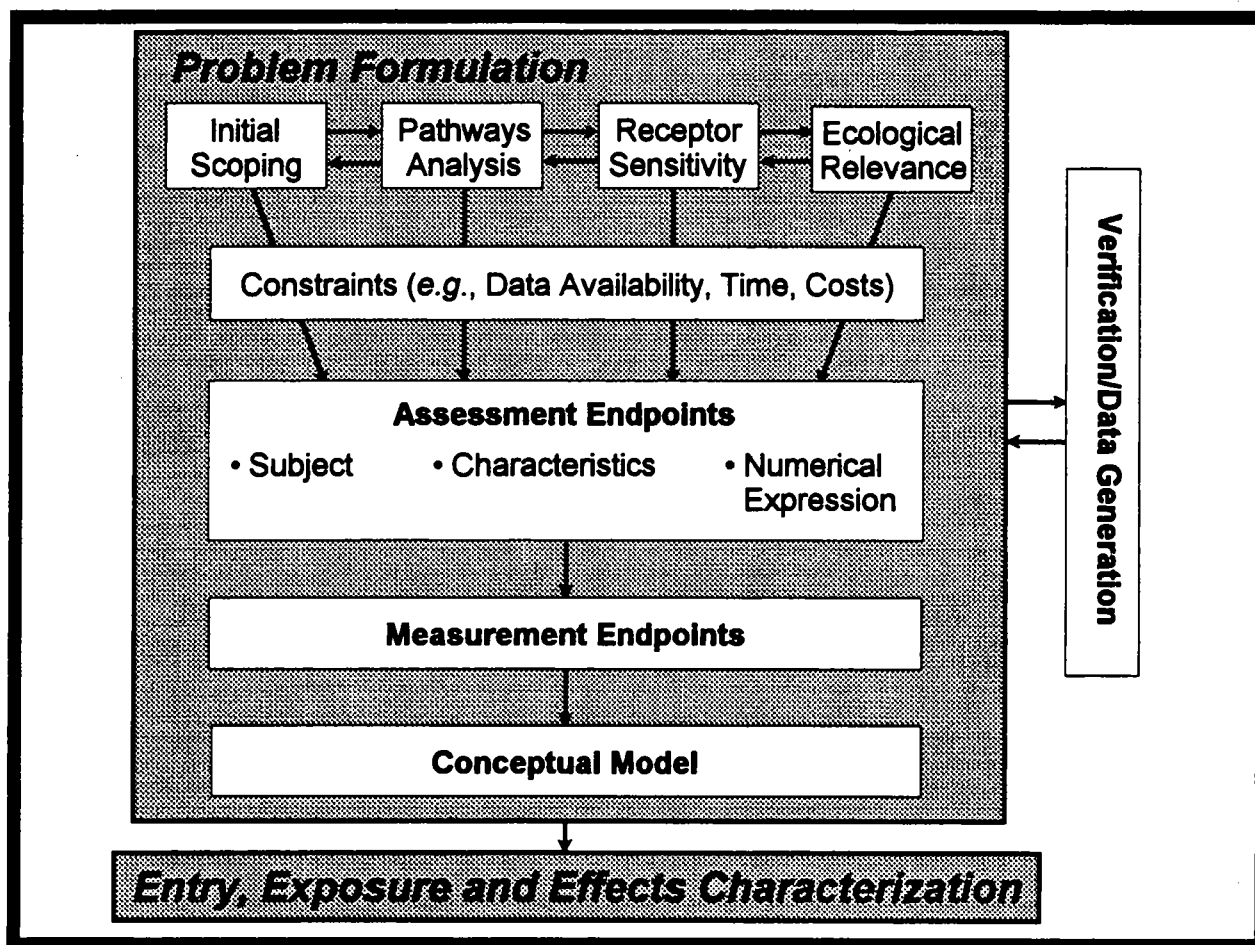 Problem Formulation
Initial
Scoping
Pathways
Analysis
Receptor
Sensitivity
Ecological
Relevance
Constraints (e.g., Data Availability, Time, Costs)
Assessment Endpoints
• Subject
• Characteristics
• Numerical
Expression
Measurement Endpoints
Conceptual Model
Verification/Data Generation
Entry, Exposure and Effects Characterization